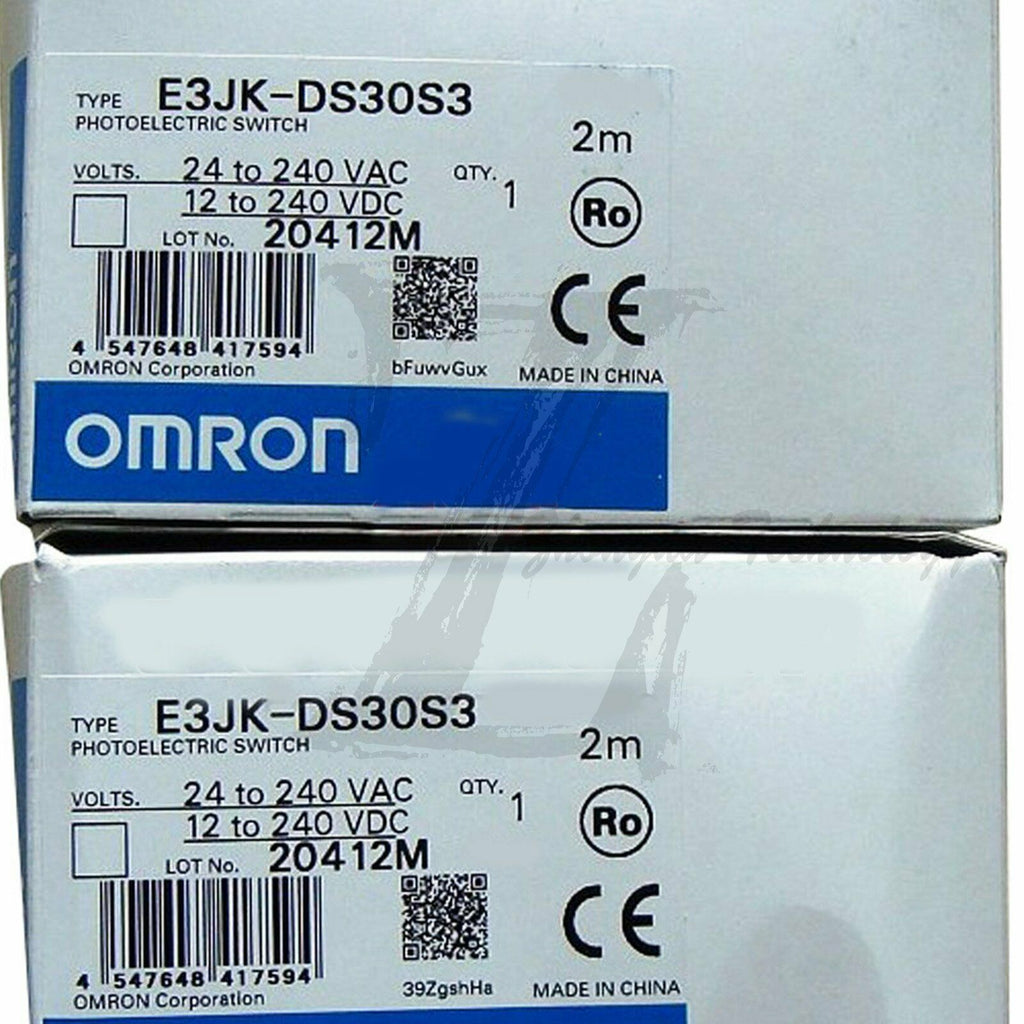 TYPE E3JK-DS30S3
PHOTOELECTRIC SWITCH
2m
VOLTS. 24 to 240 VAC QTY. 1
12 to 240 VDC
Ro
LOT No. 20412M
CE
4 547648 417594
OMRON Corporation
bFuwvGux
MADE IN CHINA
OMRON
TYPE E3JK-DS30S3
PHOTOELECTRIC SWITCH
2m
VOLTS. 24 to 240 VAC QTY. 1
12 to 240 VDC
Ro
LOT No. 20412M
CE
4 547648 417594
OMRON Corporation
39ZgshHa
MADE IN CHINA